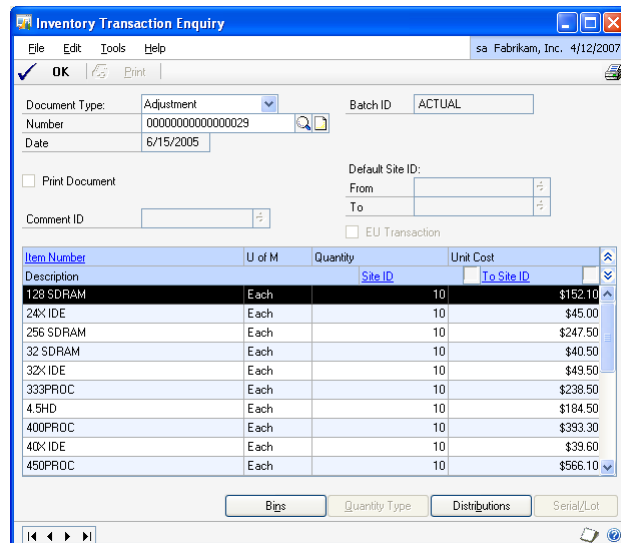 Inventory Transaction Enquiry
File Edit Tools Help sa Fabrikam, Inc. 4/12/2007
OK Print
Document Type: Adjustment Batch ID ACTUAL
Number 00000000000000029
Date 6/15/2005
Default Site ID:
Print Document From
To
Comment ID
EU Transaction
Item Number U of M Quantity Unit Cost
Description Site ID To Site ID
128 SDRAM Each 10 $152.10
24X IDE Each 10 $45.00
256 SDRAM Each 10 $247.50
32 SDRAM Each 10 $40.50
32X IDE Each 10 $49.50
333PROC Each 10 $238.50
4.5HD Each 10 $184.50
400PROC Each 10 $393.30
40X IDE Each 10 $39.60
450PROC Each 10 $566.10
Bins Quantity Type Distributions Serial/Lot